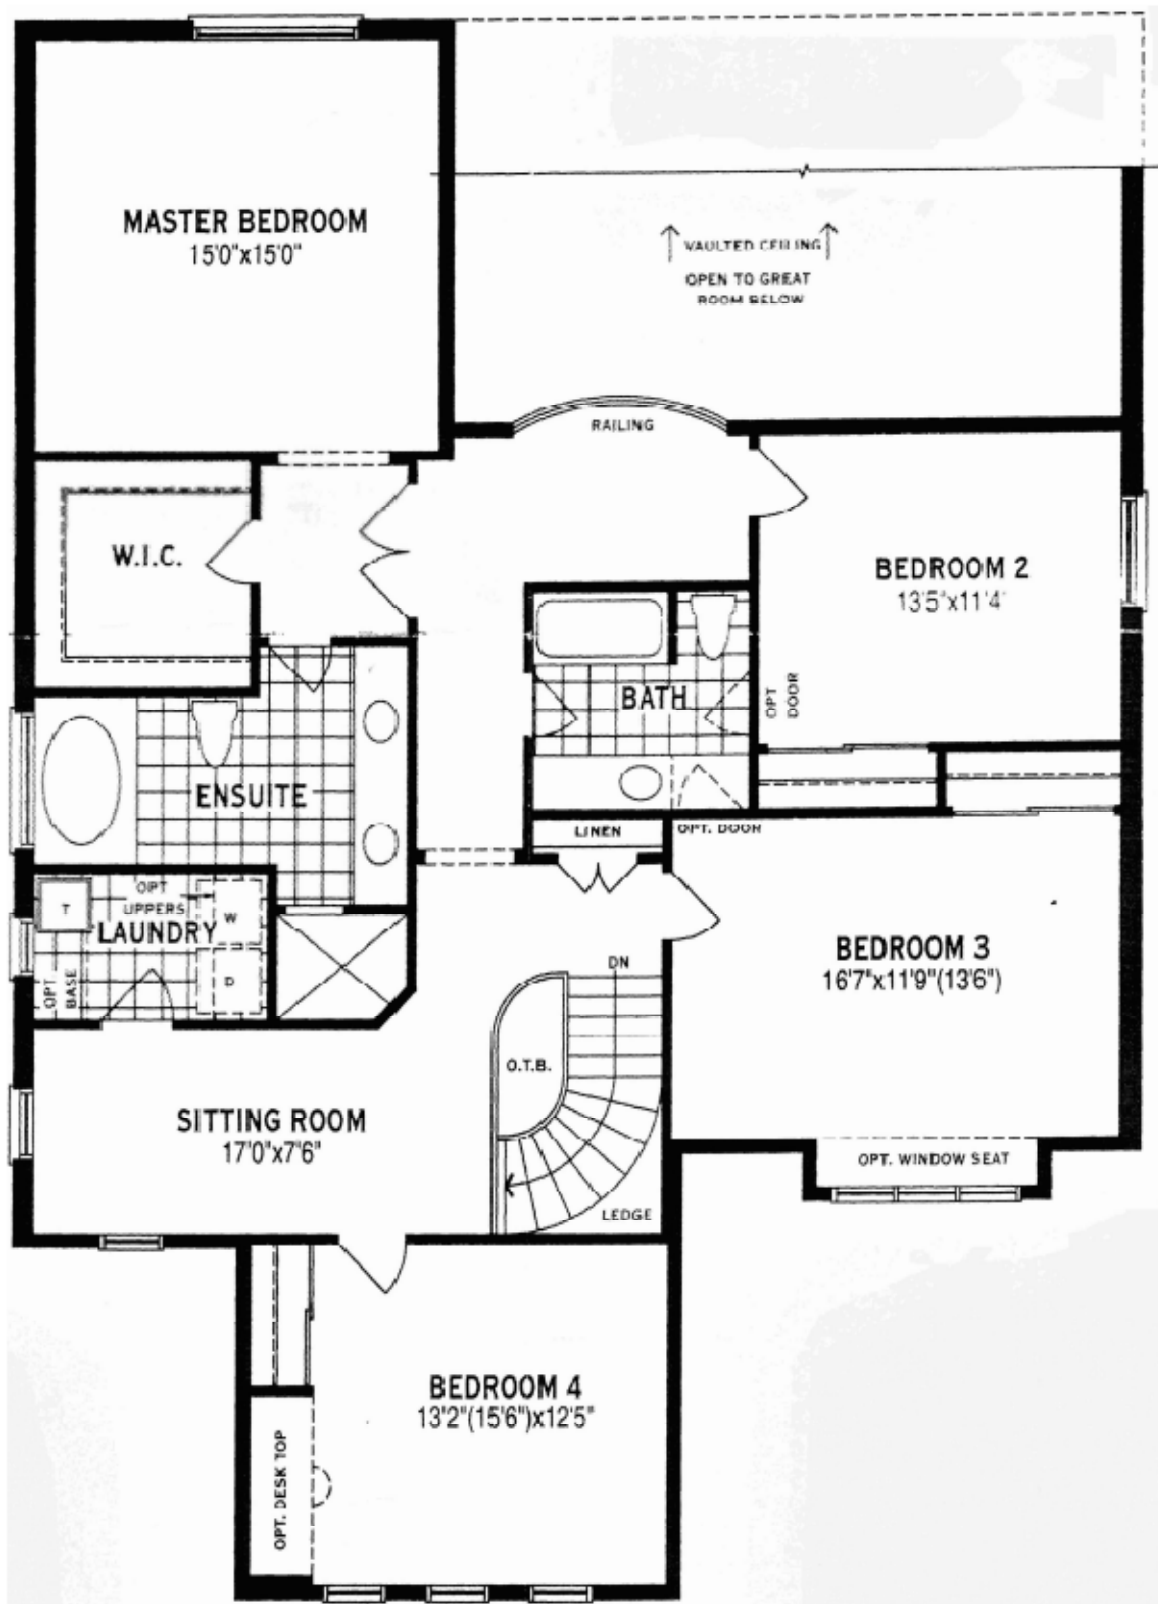 MASTER BEDROOM
15'0"x15'0"
VAULTED CEILING
OPEN TO GREAT
ROOM BELOW
RAILING
W.I.C.
BEDROOM 2
13'5"x11'4"
OPT
DOOR
BATH
ENSUITE
LINEN
OPT. DOOR
OPT
UPPERS
T
W
LAUNDRY
D
OPT
BASE
BEDROOM 3
16'7"x11'9"(13'6")
DN
O.T.B.
SITTING ROOM
17'0"x7'6"
OPT. WINDOW SEAT
LEDGE
BEDROOM 4
13'2"(15'6")x12'5"
OPT. DESK TOP